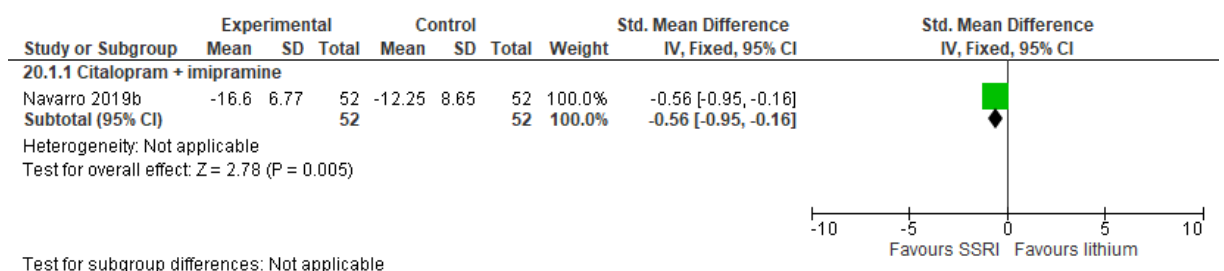 Experimental Control Std. Mean Difference Std. Mean Difference
Study or Subgroup Mean SD Total Mean SD Total Weight IV, Fixed, 95% CI IV, Fixed, 95% CI
20.1.1 Citalopram + imipramine
Navarro 2019b -16.6 6.77 52 -12.25 8.65 52 100.0% -0.56 [-0.95, -0.16]
Subtotal (95% CI) 52 52 100.0% -0.56 [-0.95, -0.16]
Heterogeneity: Not applicable
Test for overall effect: Z = 2.78 (P = 0.005)
-10 -5 0 5 10
Favours SSRI Favours lithium
Test for subgroup differences: Not applicable